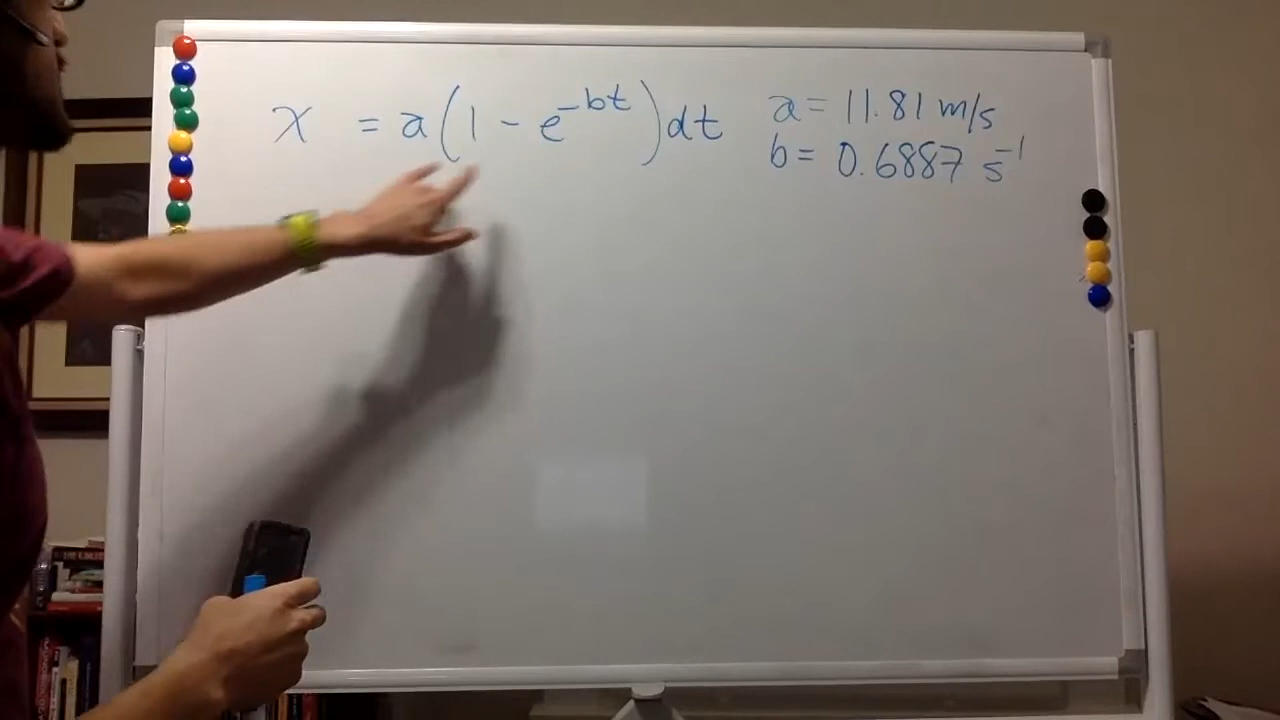 x = a(1 - e^{-bt})dt
a = 11.81 m/s
b = 0.6887 s^{-1}